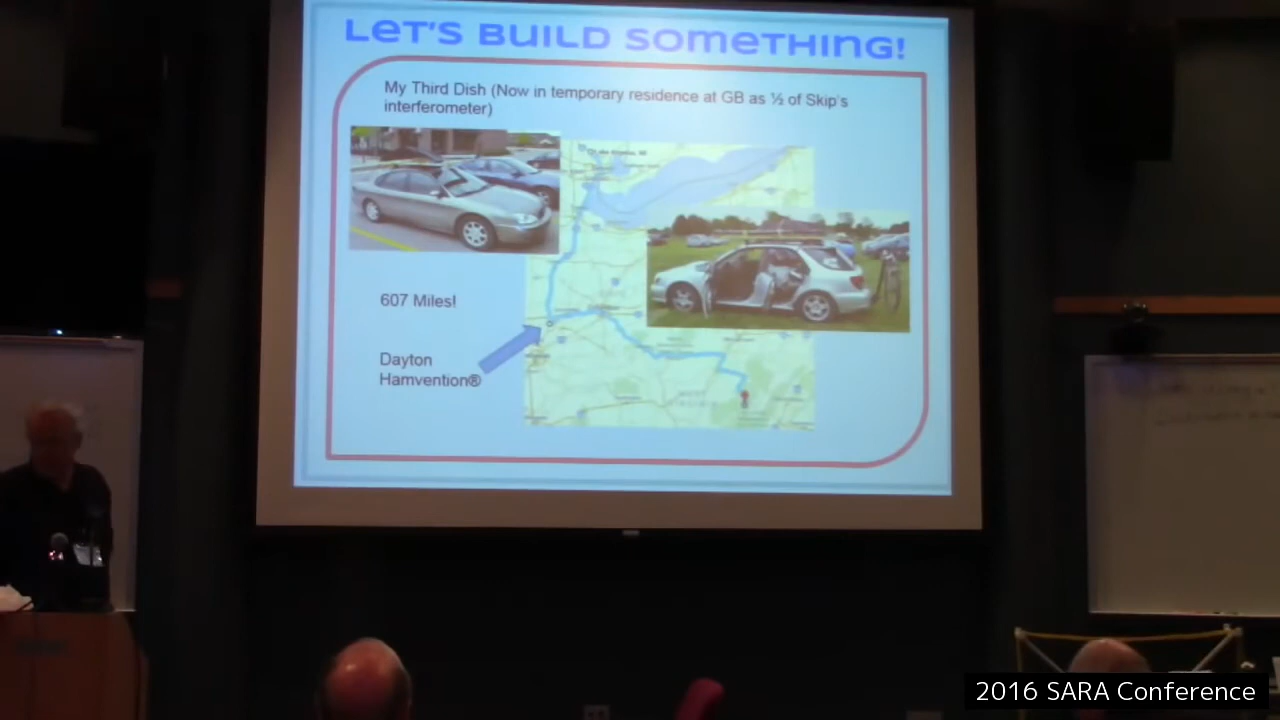 LET'S BUILD SOMETHING!
My Third Dish (Now in temporary residence at GB as ½ of Skip's
interferometer)
607 Miles!
Dayton
Hamvention®
2016 SARA Conference